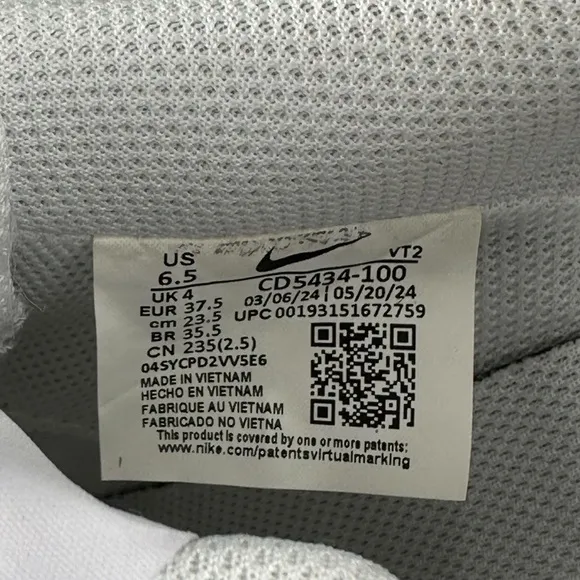 US
6.5
VT2
CD5434-100
UK 4
03/06/24 | 05/20/24
EUR 37.5
UPC 00193151672759
cm 23.5
BR 35.5
CN 235(2.5)
04SYCPD2VV5E6
MADE IN VIETNAM
HECHO EN VIETNAM
FABRIQUE AU VIETNAM
FABRICADO NO VIETNA
This product is covered by one or more patents:
www.nike.com/patentsvirtualmarking